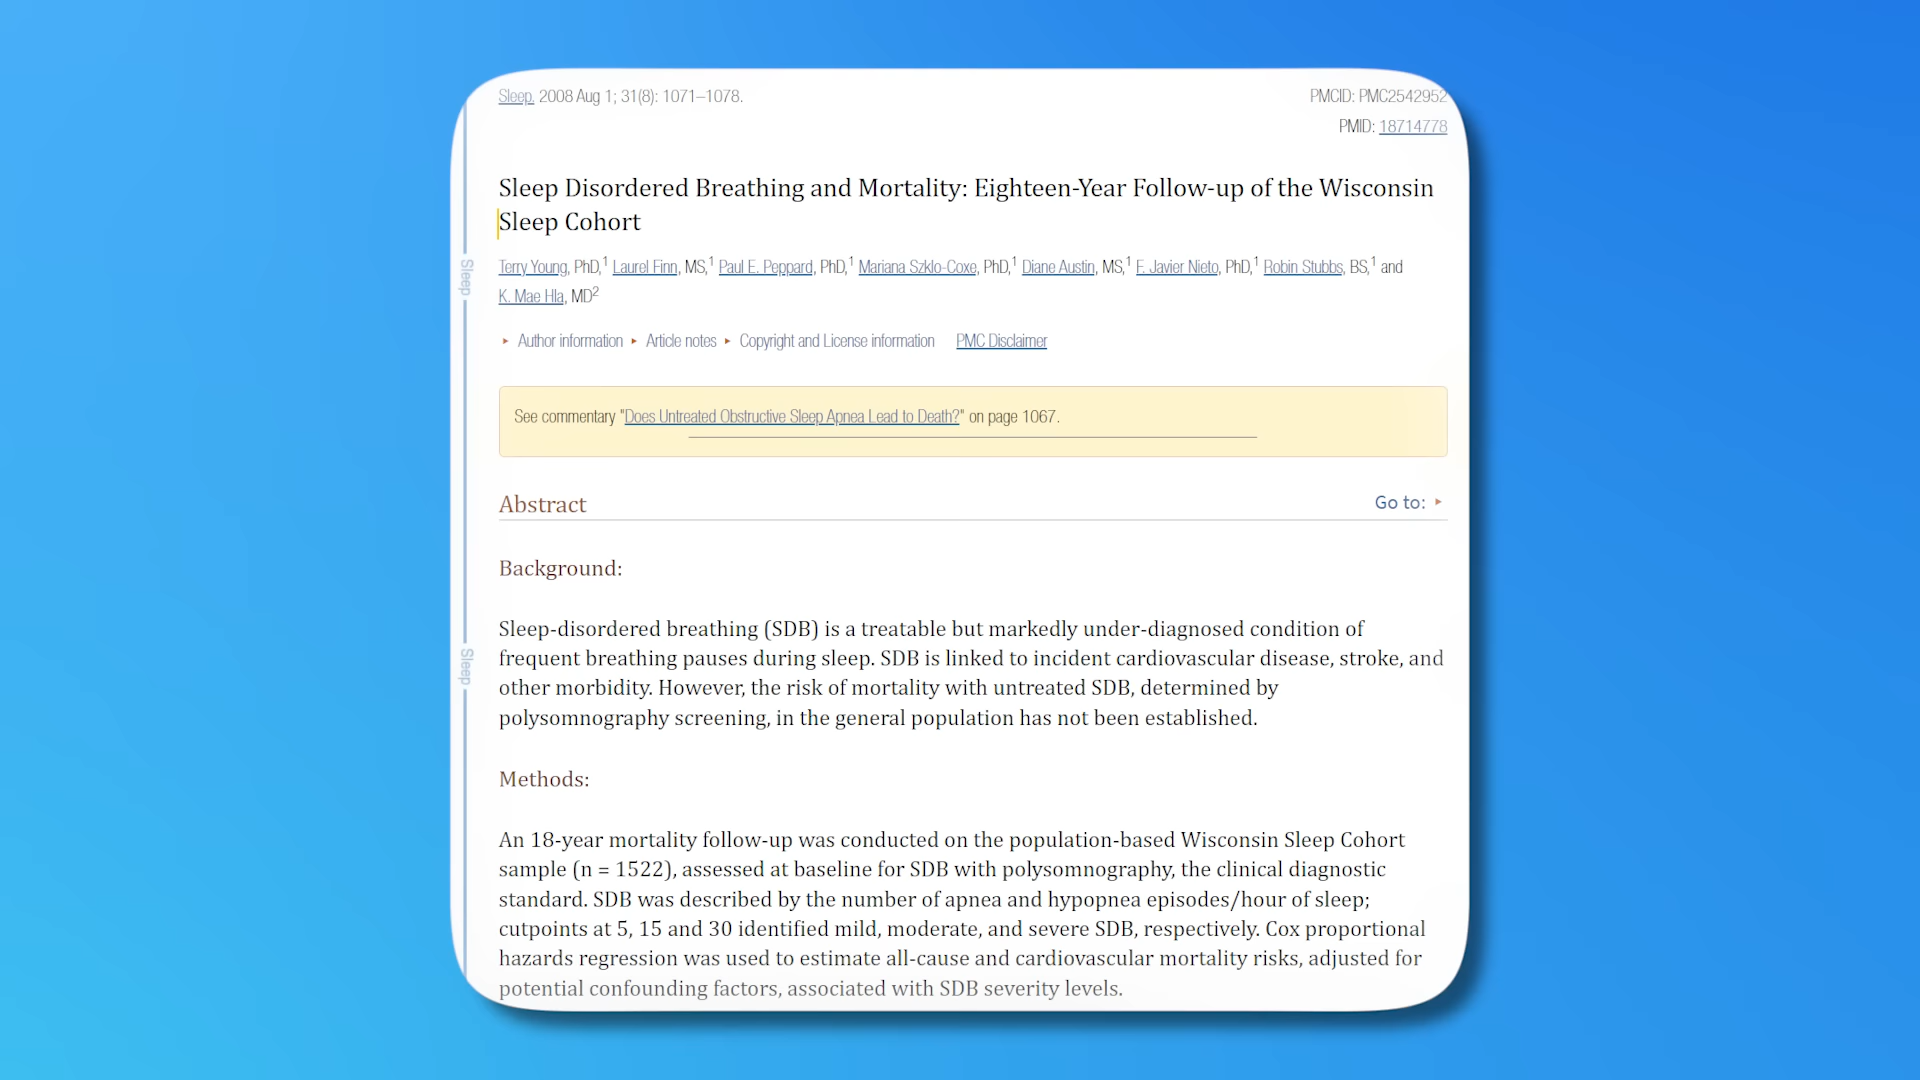 Sleep. 2008 Aug 1; 31(8): 1071–1078.
PMCID: PMC2542952
PMID: 18714778
Sleep Disordered Breathing and Mortality: Eighteen-Year Follow-up of the Wisconsin
Sleep Cohort
Terry Young, PhD,1 Laurel Finn, MS,1 Paul E. Peppard, PhD,1 Mariana Szklo-Coxe, PhD,1 Diane Austin, MS,1 F. Javier Nieto, PhD,1 Robin Stubbs, BS,1 and
K. Mae Hla, MD2
Sleep
Author information Article notes Copyright and License information PMC Disclaimer
See commentary "Does Untreated Obstructive Sleep Apnea Lead to Death?" on page 1067.
Abstract
Go to:
Background:
Sleep-disordered breathing (SDB) is a treatable but markedly under-diagnosed condition of
frequent breathing pauses during sleep. SDB is linked to incident cardiovascular disease, stroke, and
Sleep
other morbidity. However, the risk of mortality with untreated SDB, determined by
polysomnography screening, in the general population has not been established.
Methods:
An 18-year mortality follow-up was conducted on the population-based Wisconsin Sleep Cohort
sample (n = 1522), assessed at baseline for SDB with polysomnography, the clinical diagnostic
standard. SDB was described by the number of apnea and hypopnea episodes/hour of sleep;
cutpoints at 5, 15 and 30 identified mild, moderate, and severe SDB, respectively. Cox proportional
hazards regression was used to estimate all-cause and cardiovascular mortality risks, adjusted for
potential confounding factors, associated with SDB severity levels.